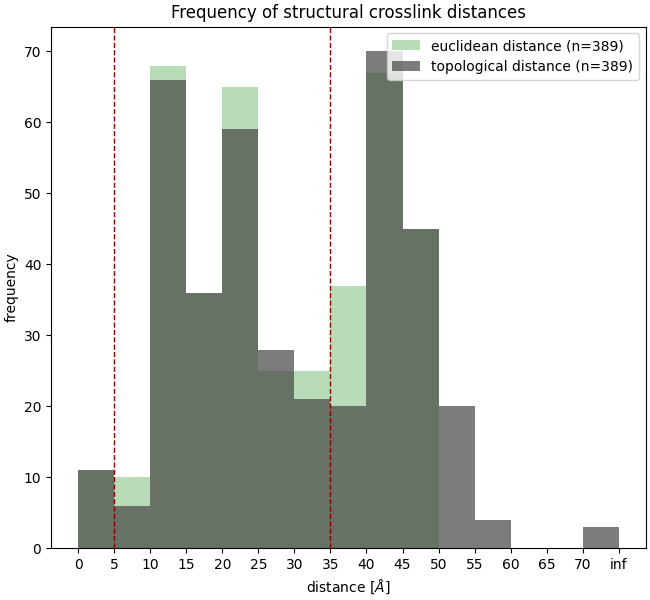 Frequency of structural crosslink distances
euclidean distance (n=389)
topological distance (n=389)
70
60
50
40
30
20
10
0
frequency
0 5 10 15 20 25 30 35 40 45 50 55 60 65 70 inf
distance [Å]